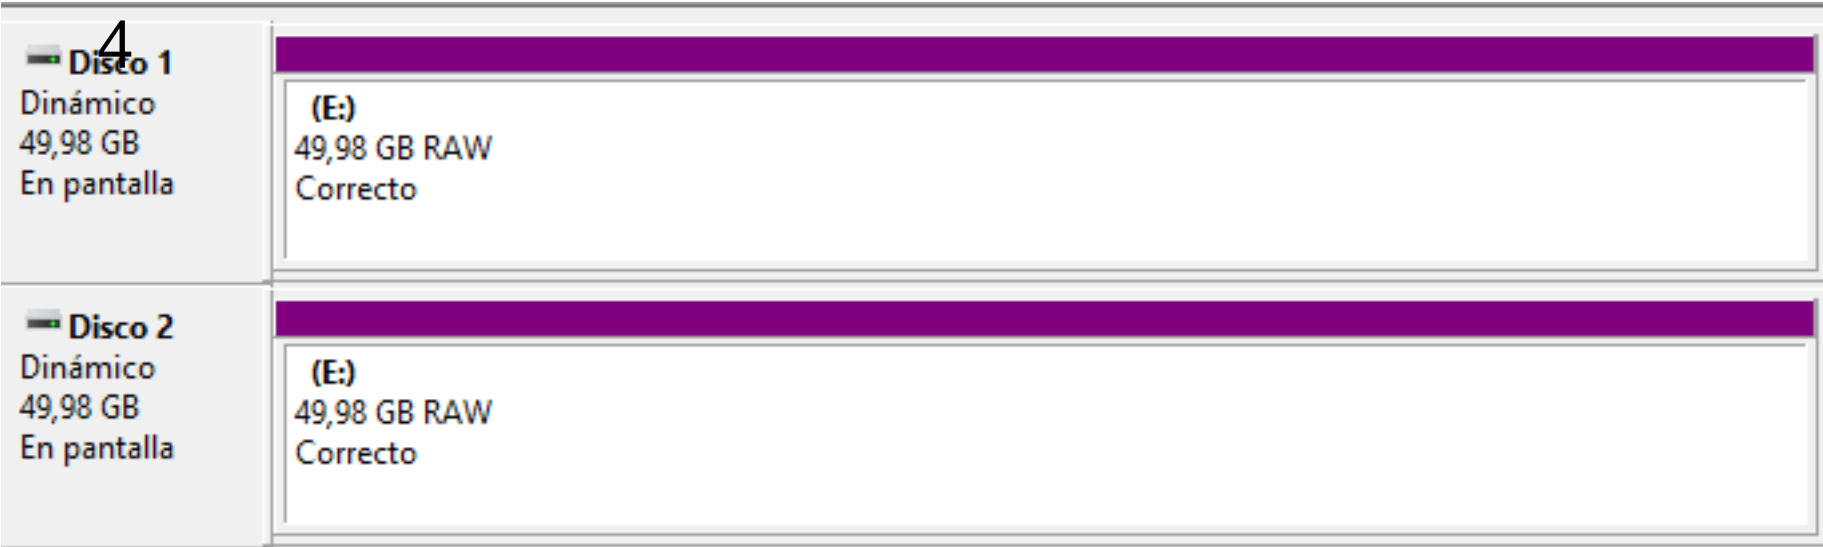 4
Disco 1
Dinámico
49,98 GB
En pantalla
(E:)
49,98 GB RAW
Correcto
Disco 2
Dinámico
49,98 GB
En pantalla
(E:)
49,98 GB RAW
Correcto